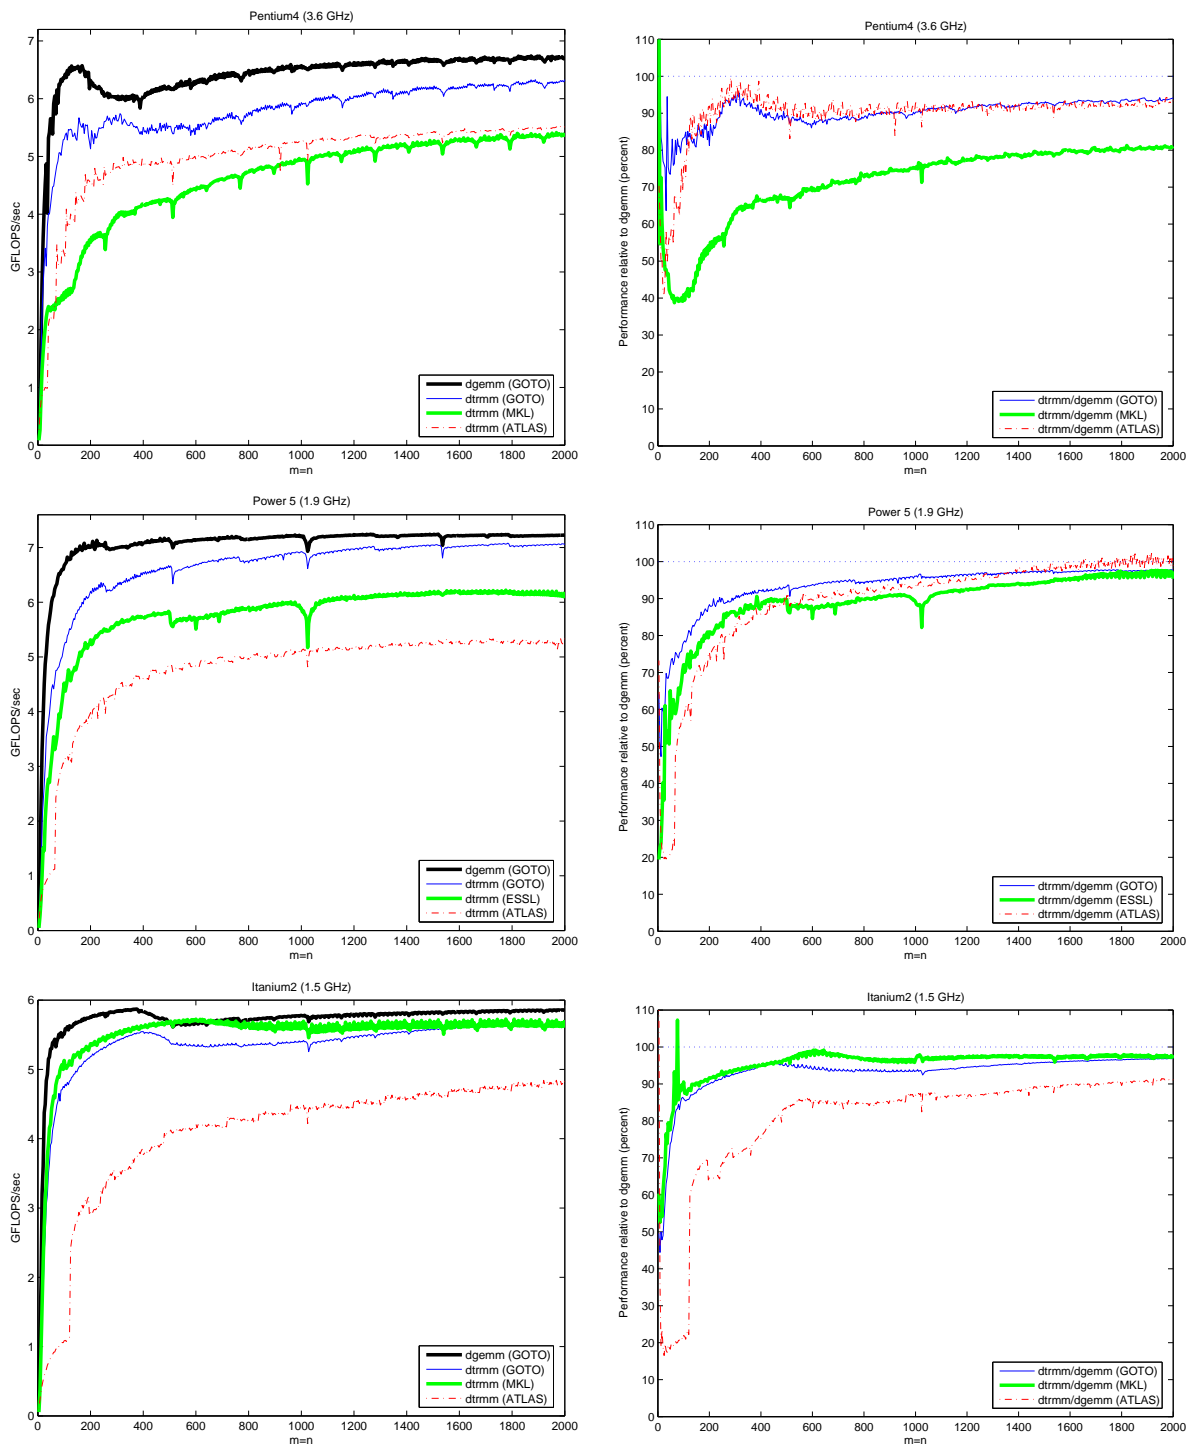 Pentium4 (3.6 GHz)
7
6
5
4
3
2
1
0
GFLOPS/sec
0 200 400 600 800 1000 1200 1400 1600 1800 2000
m=n
dgemm (GOTO)
dtrmm (GOTO)
dtrmm (MKL)
dtrmm (ATLAS)
Pentium4 (3.6 GHz)
110
100
90
80
70
60
50
40
30
20
10
0
Performance relative to dgemm (percent)
0 200 400 600 800 1000 1200 1400 1600 1800 2000
m=n
dtrmm/dgemm (GOTO)
dtrmm/dgemm (MKL)
dtrmm/dgemm (ATLAS)
Power 5 (1.9 GHz)
7
6
5
4
3
2
1
0
GFLOPS/sec
0 200 400 600 800 1000 1200 1400 1600 1800 2000
m=n
dgemm (GOTO)
dtrmm (GOTO)
dtrmm (ESSL)
dtrmm (ATLAS)
Power 5 (1.9 GHz)
110
100
90
80
70
60
50
40
30
20
10
0
Performance relative to dgemm (percent)
0 200 400 600 800 1000 1200 1400 1600 1800 2000
m=n
dtrmm/dgemm (GOTO)
dtrmm/dgemm (ESSL)
dtrmm/dgemm (ATLAS)
Itanium2 (1.5 GHz)
6
5
4
3
2
1
0
GFLOPS/sec
0 200 400 600 800 1000 1200 1400 1600 1800 2000
m=n
dgemm (GOTO)
dtrmm (GOTO)
dtrmm (MKL)
dtrmm (ATLAS)
Itanium2 (1.5 GHz)
110
100
90
80
70
60
50
40
30
20
10
0
Performance relative to dgemm (percent)
0 200 400 600 800 1000 1200 1400 1600 1800 2000
m=n
dtrmm/dgemm (GOTO)
dtrmm/dgemm (MKL)
dtrmm/dgemm (ATLAS)